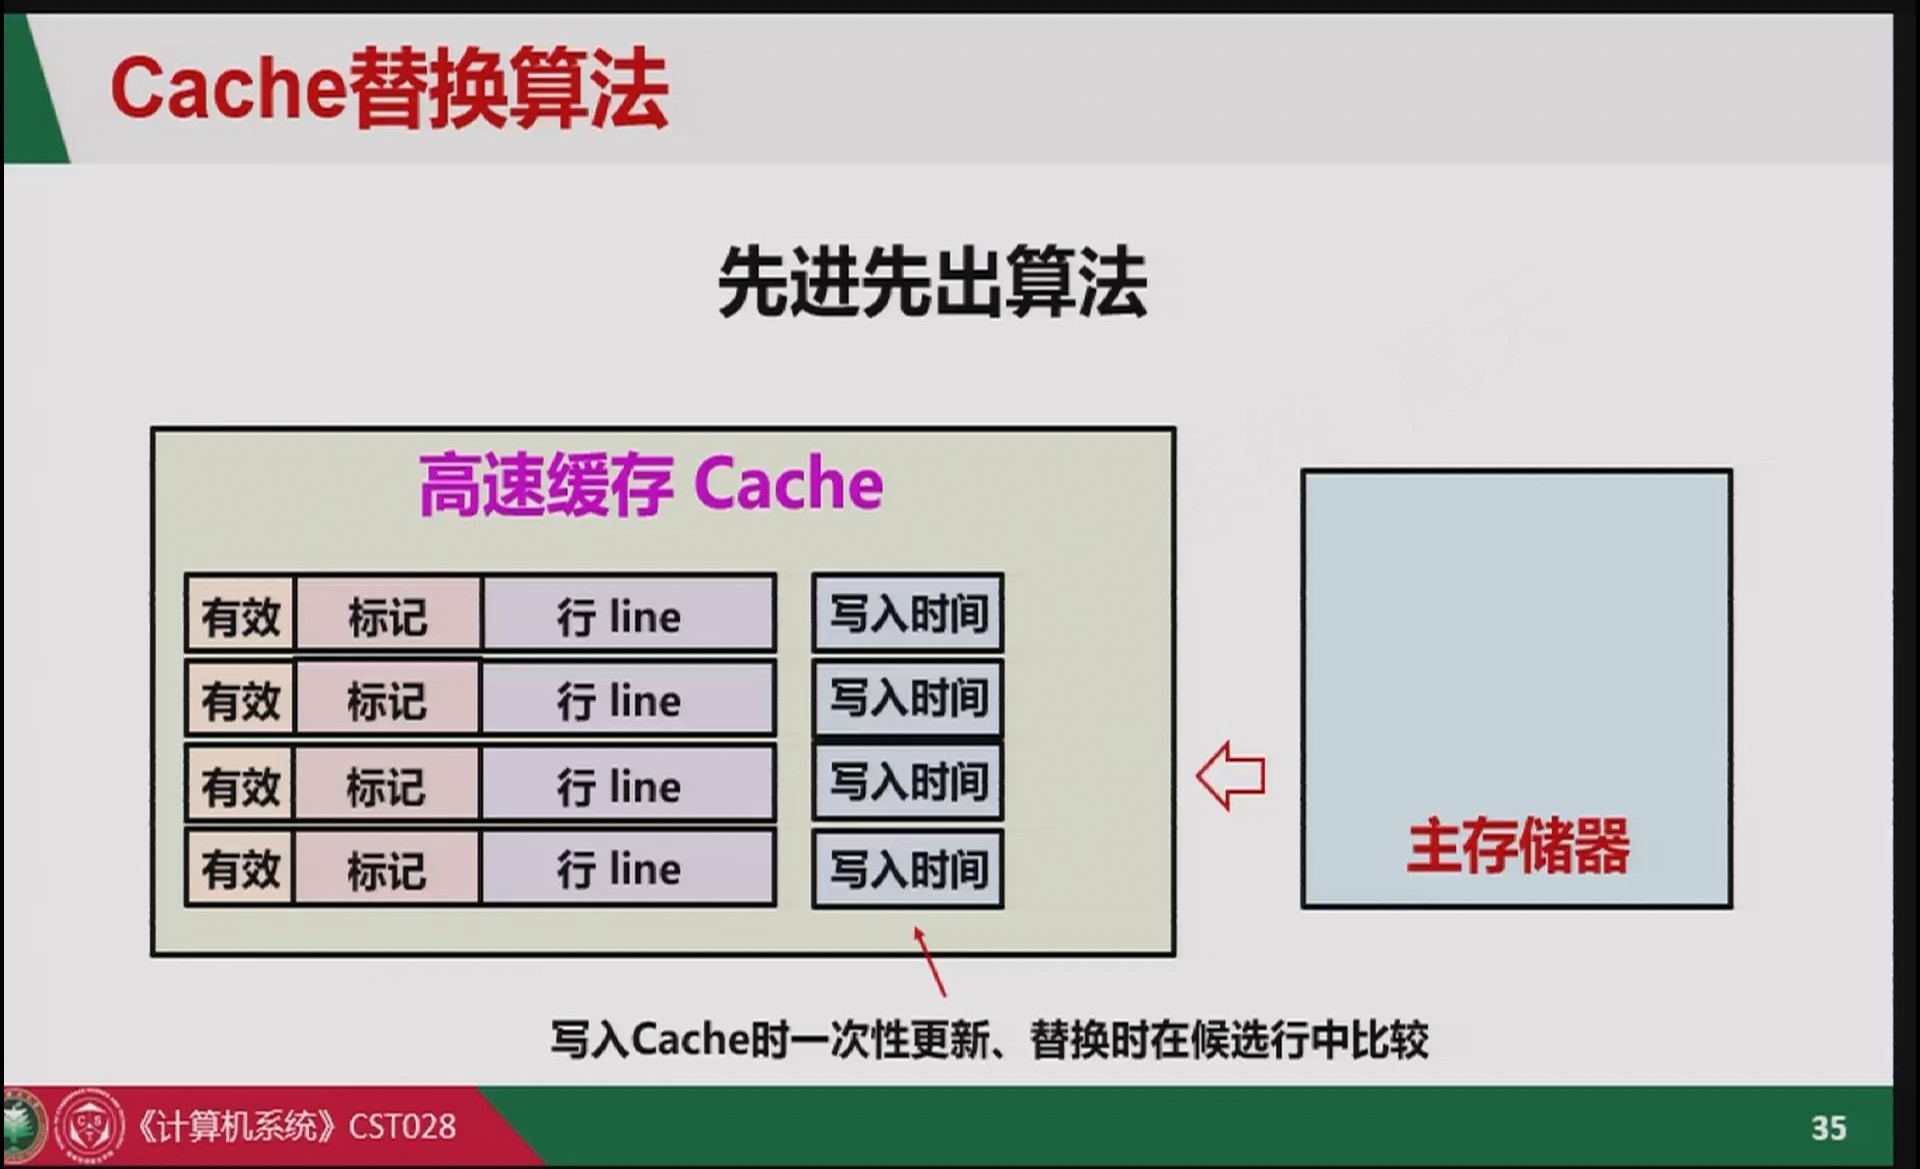 Cache替换算法
先进先出算法
高速缓存 Cache
有效 标记 行 line 写入时间
有效 标记 行 line 写入时间
有效 标记 行 line 写入时间
有效 标记 行 line 写入时间
主存储器
写入Cache时一次性更新、替换时在候选行中比较
《计算机系统》CST028
35